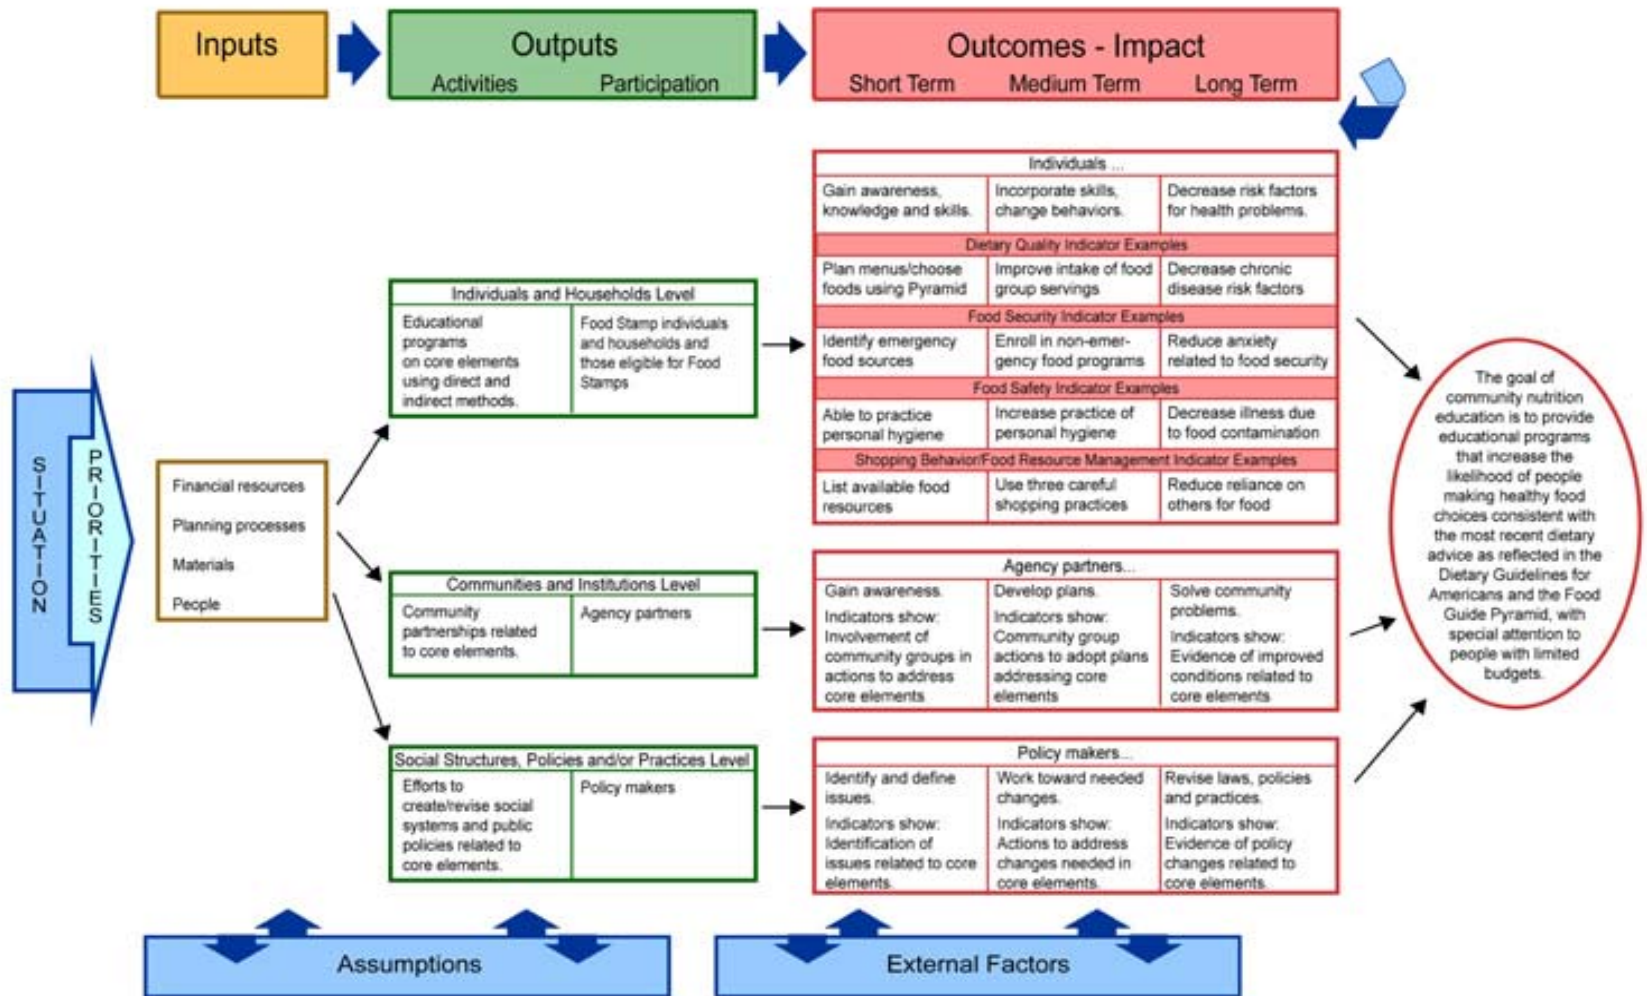 Inputs
Outputs
Activities Participation
Outcomes - Impact
Short Term Medium Term Long Term
SITUATION
PRIORITIES
Financial resources
Planning processes
Materials
People
Individuals and Households Level
Educational
programs
on core elements
using direct and
indirect methods.
Food Stamp individuals
and households and
those eligible for Food
Stamps
Communities and Institutions Level
Community
partnerships related
to core elements.
Agency partners
Social Structures, Policies and/or Practices Level
Efforts to
create/revise social
systems and public
policies related to
core elements.
Policy makers
Individuals ...
Gain awareness,
knowledge and skills.
Incorporate skills,
change behaviors.
Decrease risk factors
for health problems.
Dietary Quality Indicator Examples
Plan menus/choose
foods using Pyramid
Improve intake of food
group servings
Decrease chronic
disease risk factors
Food Security Indicator Examples
Identify emergency
food sources
Enroll in non-emer-
gency food programs
Reduce anxiety
related to food security
Food Safety Indicator Examples
Able to practice
personal hygiene
Increase practice of
personal hygiene
Decrease illness due
to food contamination
Shopping Behavior/Food Resource Management Indicator Examples
List available food
resources
Use three careful
shopping practices
Reduce reliance on
others for food
Agency partners...
Gain awareness.
Indicators show:
Involvement of
community groups in
actions to address
core elements
Develop plans.
Indicators show:
Community group
actions to adopt plans
addressing core
elements
Solve community
problems.
Indicators show:
Evidence of improved
conditions related to
core elements
Policy makers...
Identify and define
issues.
Indicators show:
Identification of
issues related to core
elements.
Work toward needed
changes.
Indicators show:
Actions to address
changes needed in
core elements.
Revise laws, policies
and practices.
Indicators show:
Evidence of policy
changes related to
core elements.
The goal of
community nutrition
education is to provide
educational programs
that increase the
likelihood of people
making healthy food
choices consistent with
the most recent dietary
advice as reflected in the
Dietary Guidelines for
Americans and the Food
Guide Pyramid, with
special attention to
people with limited
budgets.
Assumptions
External Factors